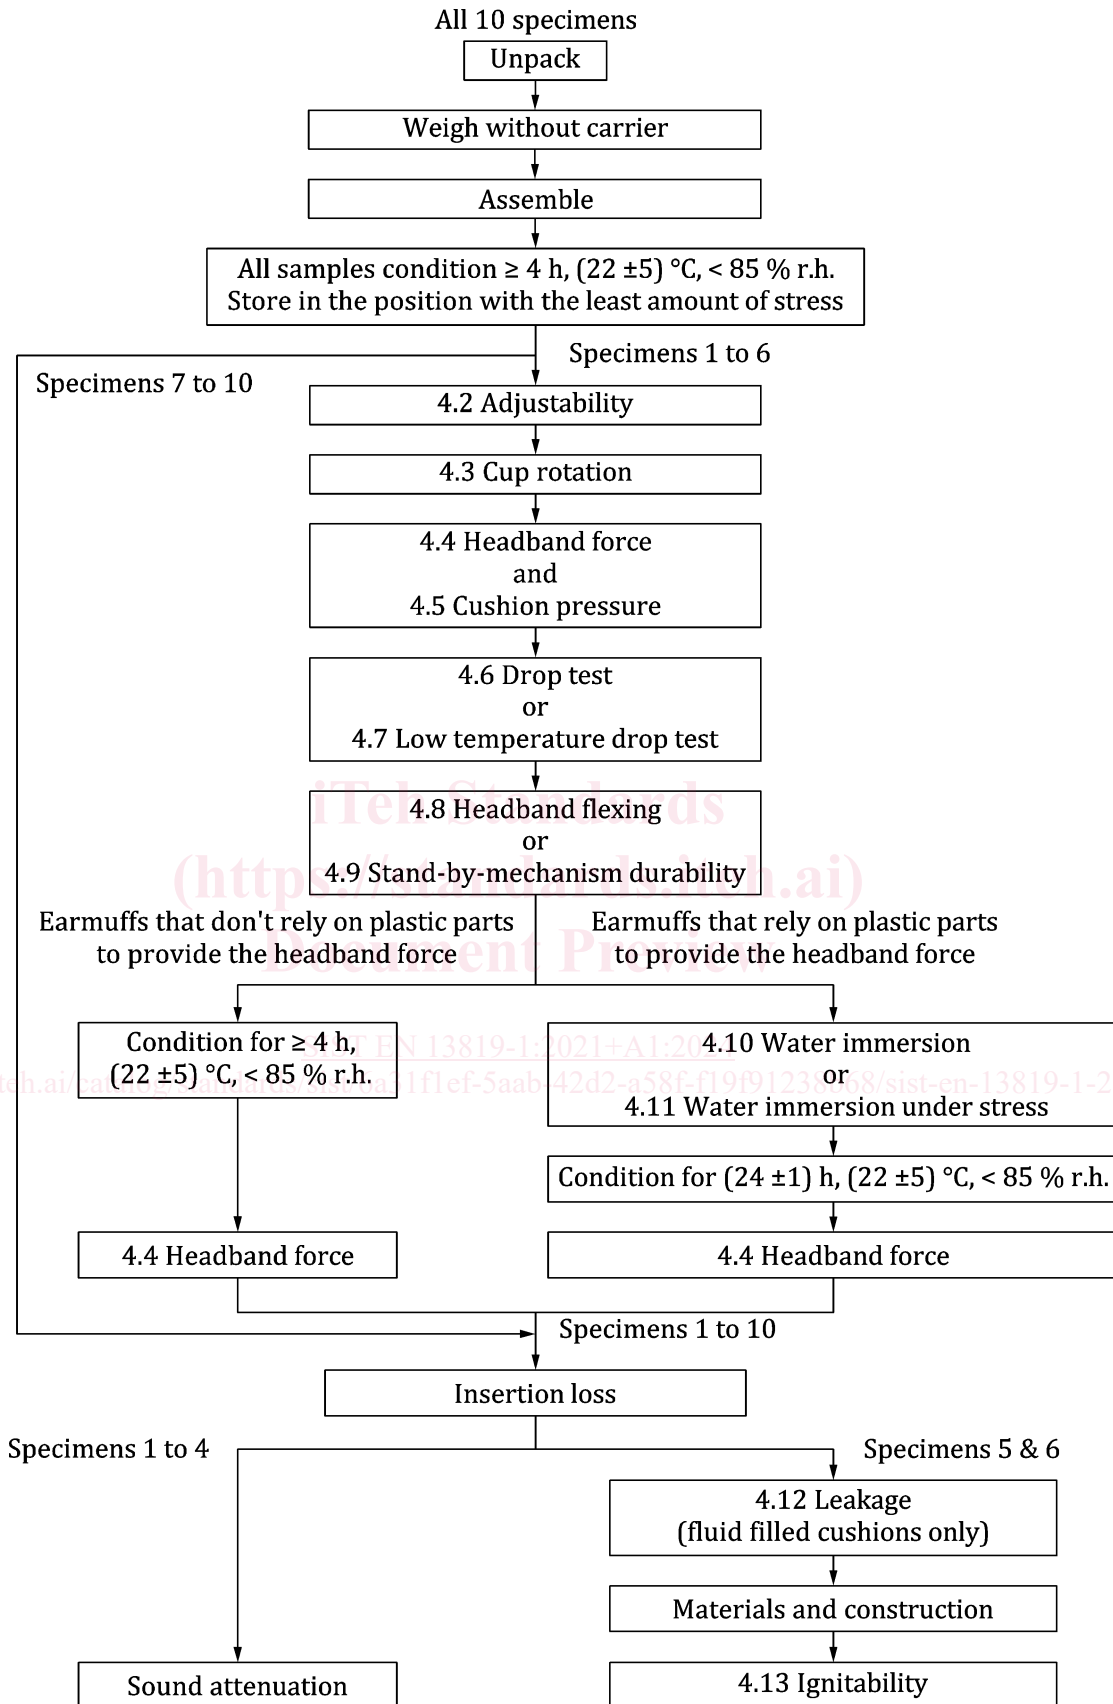 All 10 specimens
Unpack
Weigh without carrier
Assemble
All samples condition ≥ 4 h, (22 ±5) °C, < 85 % r.h.
Store in the position with the least amount of stress
Specimens 1 to 6
Specimens 7 to 10
4.2 Adjustability
4.3 Cup rotation
4.4 Headband force
and
4.5 Cushion pressure
4.6 Drop test
or
4.7 Low temperature drop test
iTeh Standards
4.8 Headband flexing
or
(https://standards.iteh.ai)
4.9 Stand-by-mechanism durability
Earmuffs that don't rely on plastic parts
to provide the headband force
Earmuffs that rely on plastic parts
to provide the headband force
Document Preview
Condition for ≥ 4 h,
(22 ±5) °C, < 85 % r.h.
SIST EN 13819-1:2021+A1:
4.10 Water immersion
or
4.11 Water immersion under stress
Condition for (24 ±1) h, (22 ±5) °C, < 85 % r.h.
4.4 Headband force
4.4 Headband force
Specimens 1 to 10
Insertion loss
Specimens 1 to 4
Specimens 5 & 6
4.12 Leakage
(fluid filled cushions only)
Materials and construction
Sound attenuation
4.13 Ignitability